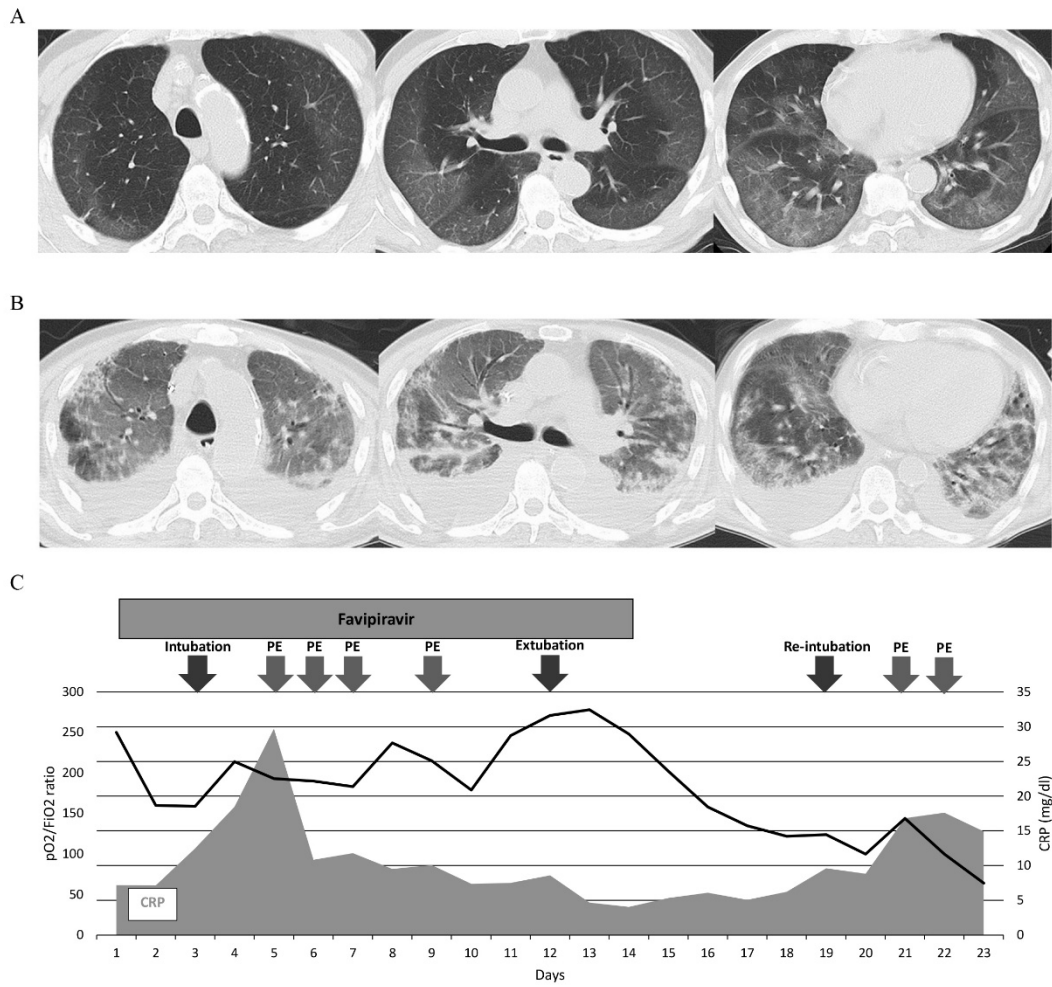 A
B
C
Favipiravir
Intubation PE PE PE PE Extubation Re-intubation PE PE
300 35
250 30
200 25
150 20
100 15
50 10
0 5
0
pO2/FiO2 ratio
CRP (mg/dl)
CRP
1 2 3 4 5 6 7 8 9 10 11 12 13 14 15 16 17 18 19 20 21 22 23
Days